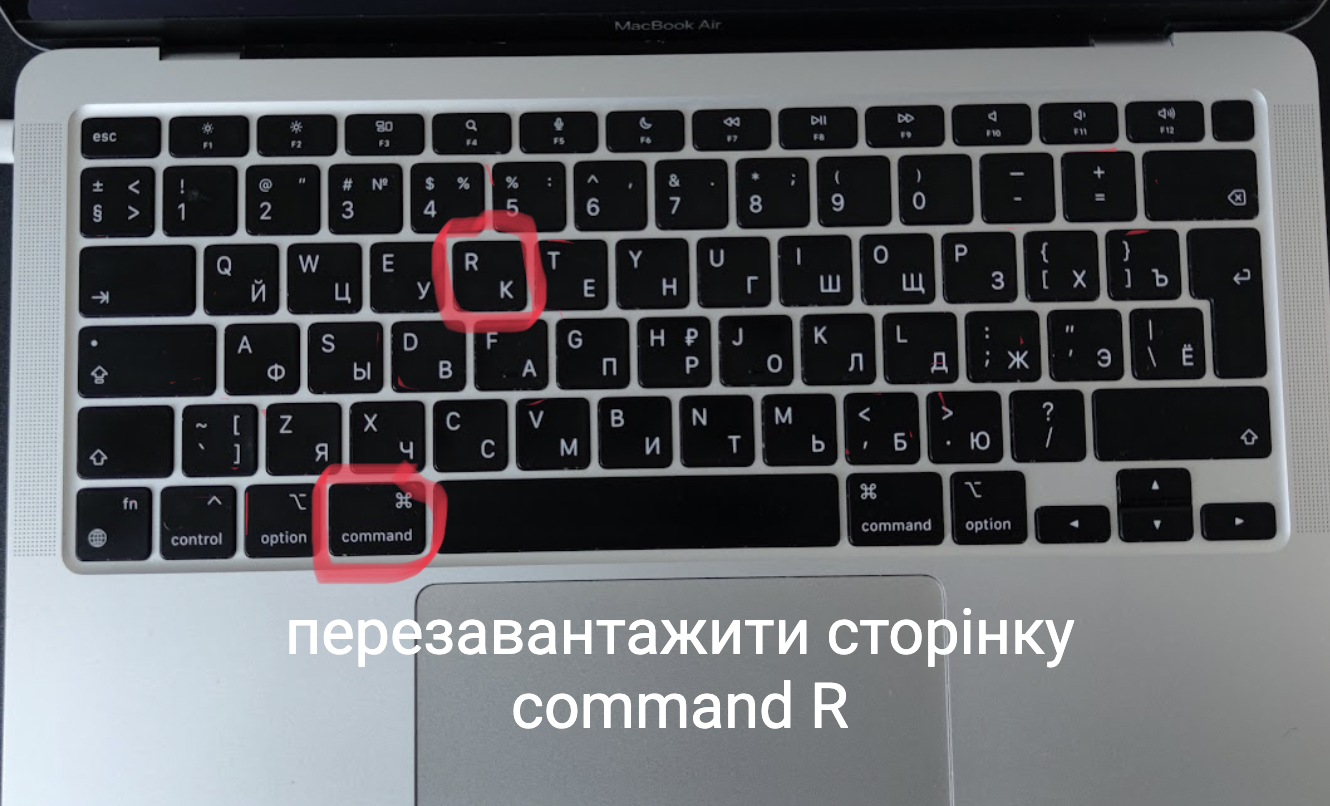 MacBook Air
esc F1 F2 F3 F4 F5 F6 F7 F8 F9 F10 F11 F12
± < ! @ " # № $ % % : ^ , & . * ; ( ) — +
§ > 1 2 3 4 5 6 7 8 9 0 - =
Q W E R T Y U I O P { }
Й Ц У К Е Н Г Ш Щ З [ Х ] Ъ
A S D F G H ₽ J K L : " |
Ф Ы В А П Р О Л Д ; Ж ' Э \ Ё
~ [ Z X C V B N M < > ?
` ] Я Ч С М И Т Ь , Б . Ю /
fn ^ ⌥ ⌘ ⌘ ⌥
control option command command option
перезавантажити сторінку
command R